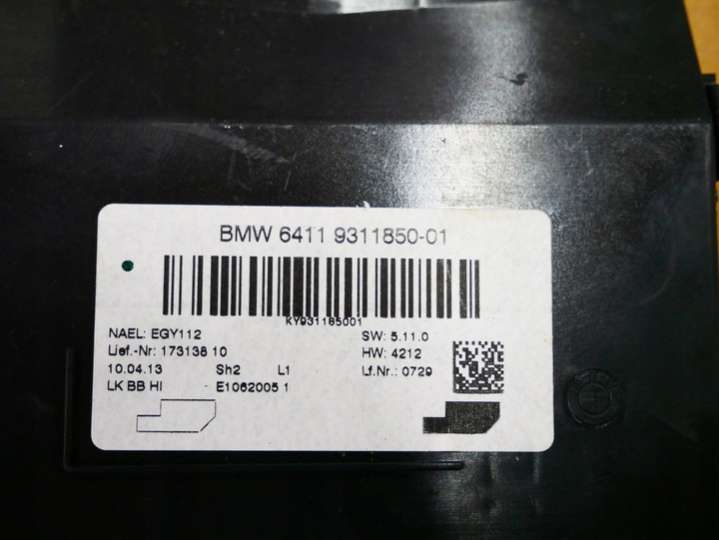 BMW 6411 9311850-01
KY931185001
NAEL: EGY112 SW: 5.11.0
Lief.-Nr: 173138 10 HW: 4212
10.04.13 Sh2 L1 Lf.Nr.: 0729
LK BB HI E1062005 1